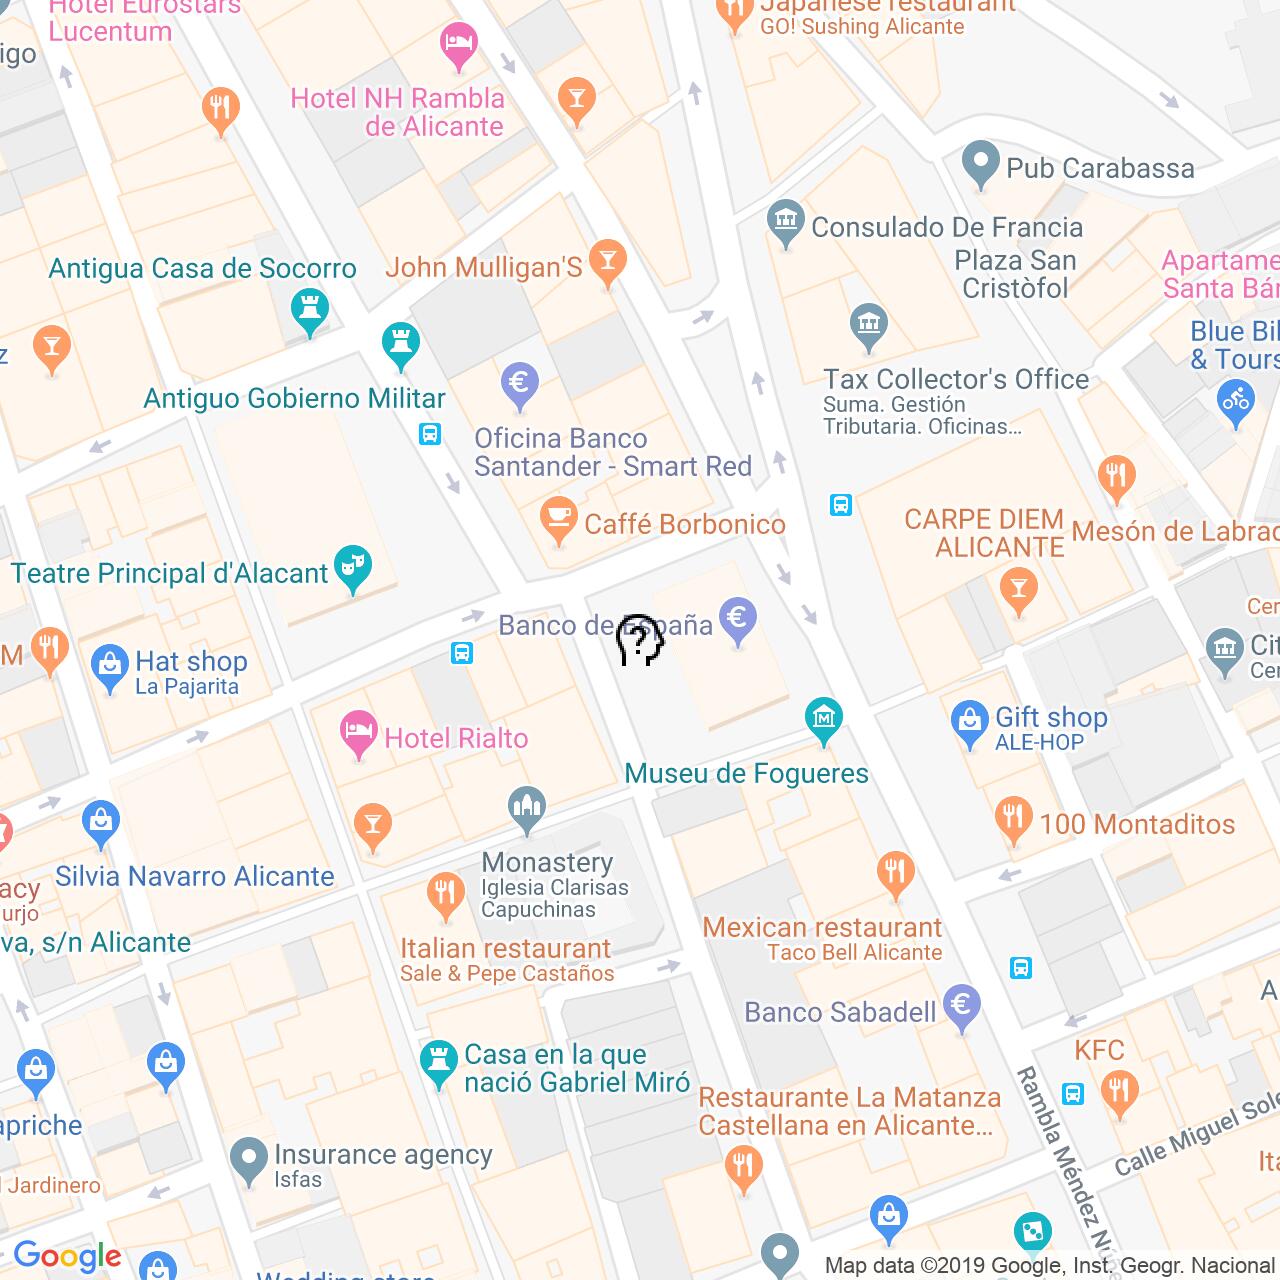 Hotel Eurostars
Lucentum
Japanese restaurant
GO! Sushing Alicante
igo
Hotel NH Rambla
de Alicante
Pub Carabassa
Consulado De Francia
Plaza San
Cristòfol
Antigua Casa de Socorro
John Mulligan'S
Apartame
Santa Bár
Blue Bil
& Tours
z
Antiguo Gobierno Militar
€
Oficina Banco
Santander - Smart Red
Tax Collector's Office
Suma. Gestión
Tributaria. Oficinas...
Caffé Borbonico
CARPE DIEM
ALICANTE
Mesón de Labrad
Teatre Principal d'Alacant
Banco de España
€
?
M
Hat shop
La Pajarita
Cer
Cit
Cer
Hotel Rialto
M
Gift shop
ALE-HOP
Museu de Fogueres
100 Montaditos
Silvia Navarro Alicante
Monastery
Iglesia Clarisas
Capuchinas
acy
urjo
va, s/n Alicante
Italian restaurant
Sale & Pepe Castaños
Mexican restaurant
Taco Bell Alicante
Banco Sabadell
€
A
KFC
Casa en la que
nació Gabriel Miró
Restaurante La Matanza
Castellana en Alicante...
Rambla Méndez Núñe
Calle Miguel Sole
apriche
Insurance agency
Isfas
l Jardinero
Ita
Google
Wedding store
Map data ©2019 Google, Inst. Geogr. Nacional